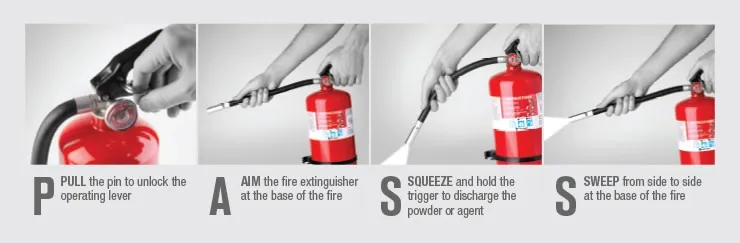 P
PULL the pin to unlock the
operating lever
A
AIM the fire extinguisher
at the base of the fire
S
SQUEEZE and hold the
trigger to discharge the
powder or agent
S
SWEEP from side to side
at the base of the fire